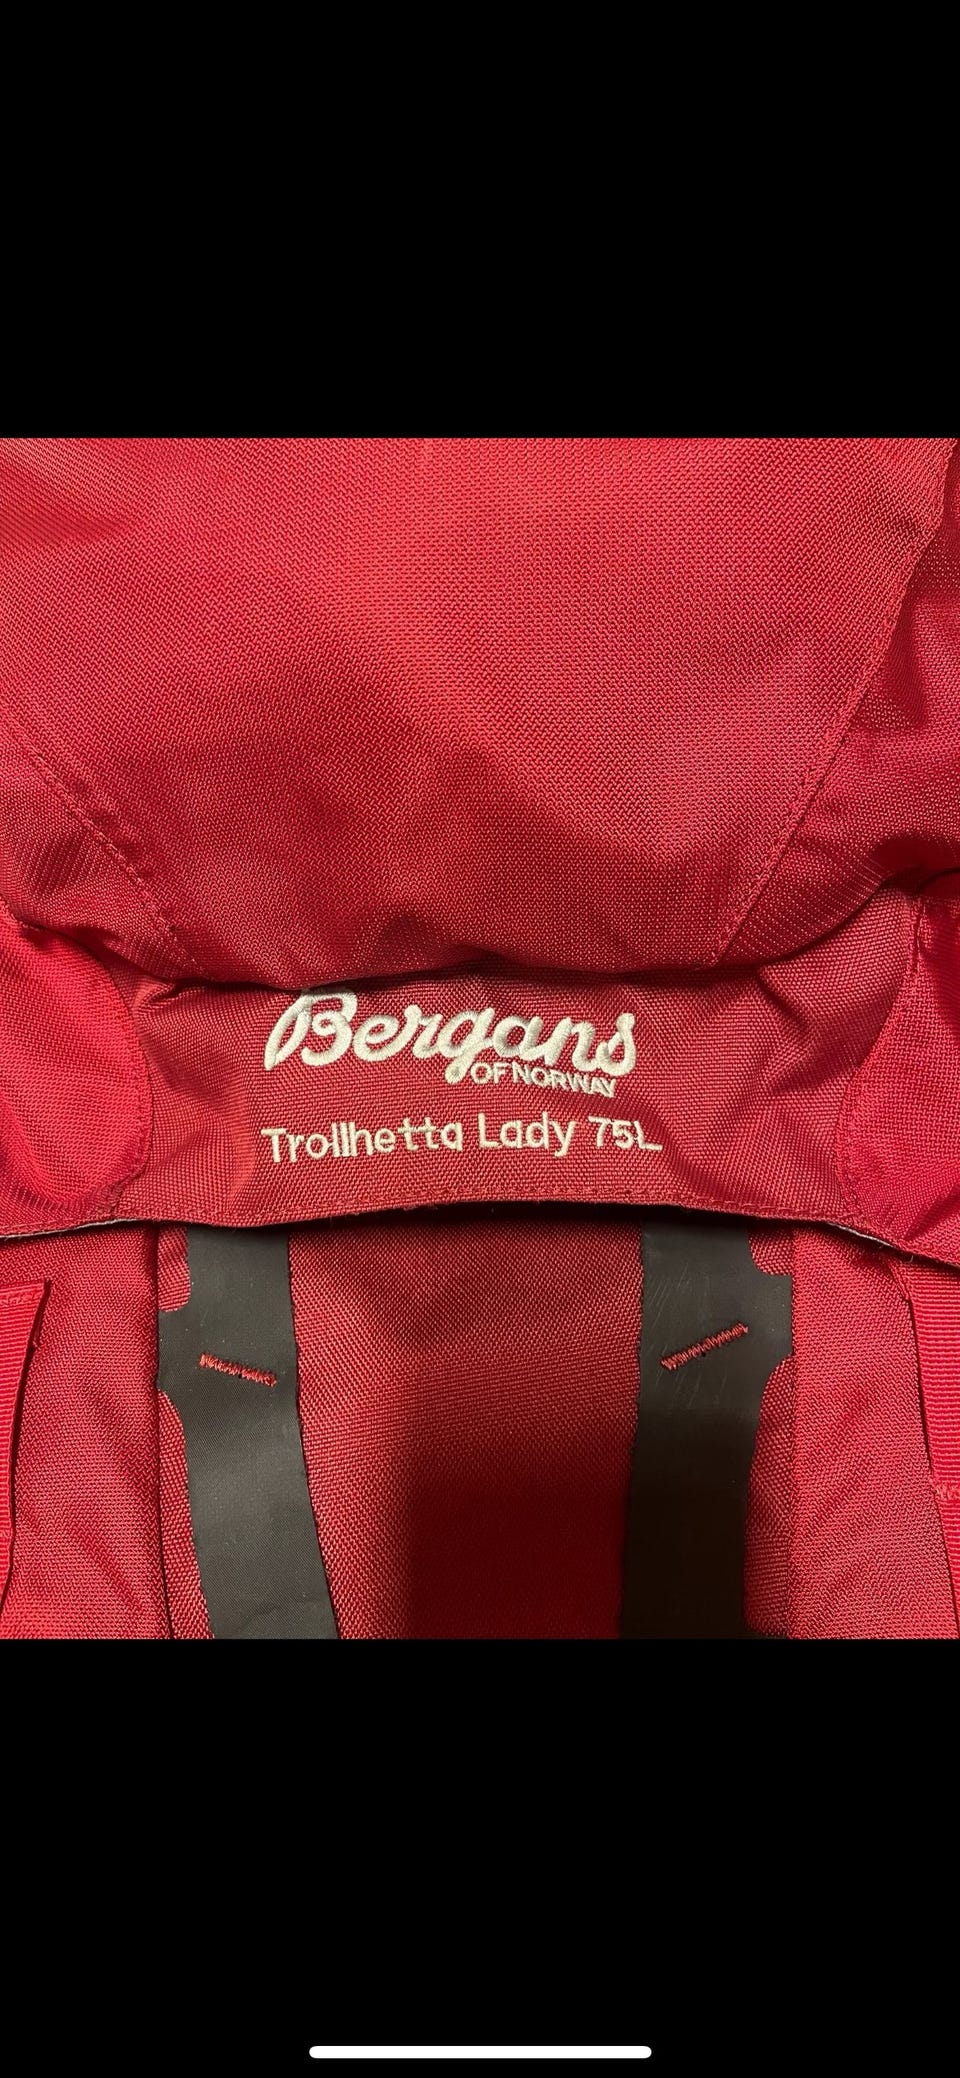 Bergans
OF NORWAY
Trollhetta Lady 75L